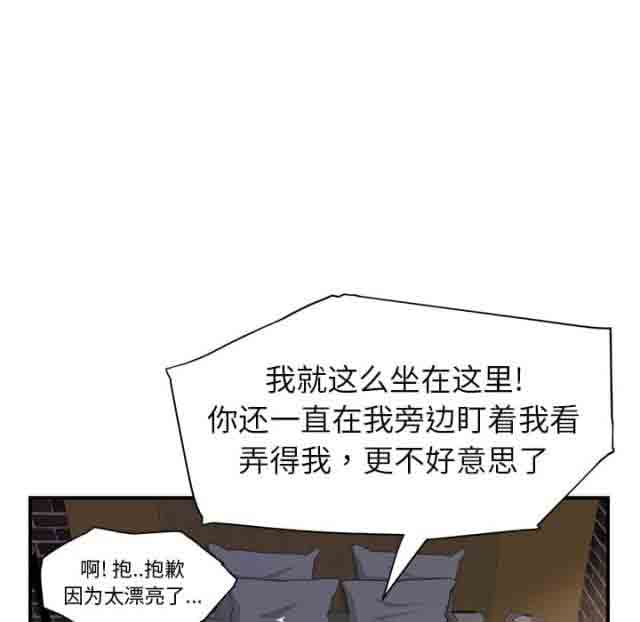 我就这么坐在这里!
你还一直在我旁边盯着我看
弄得我，更不好意思了
啊! 抱..抱歉
因为太漂亮了...